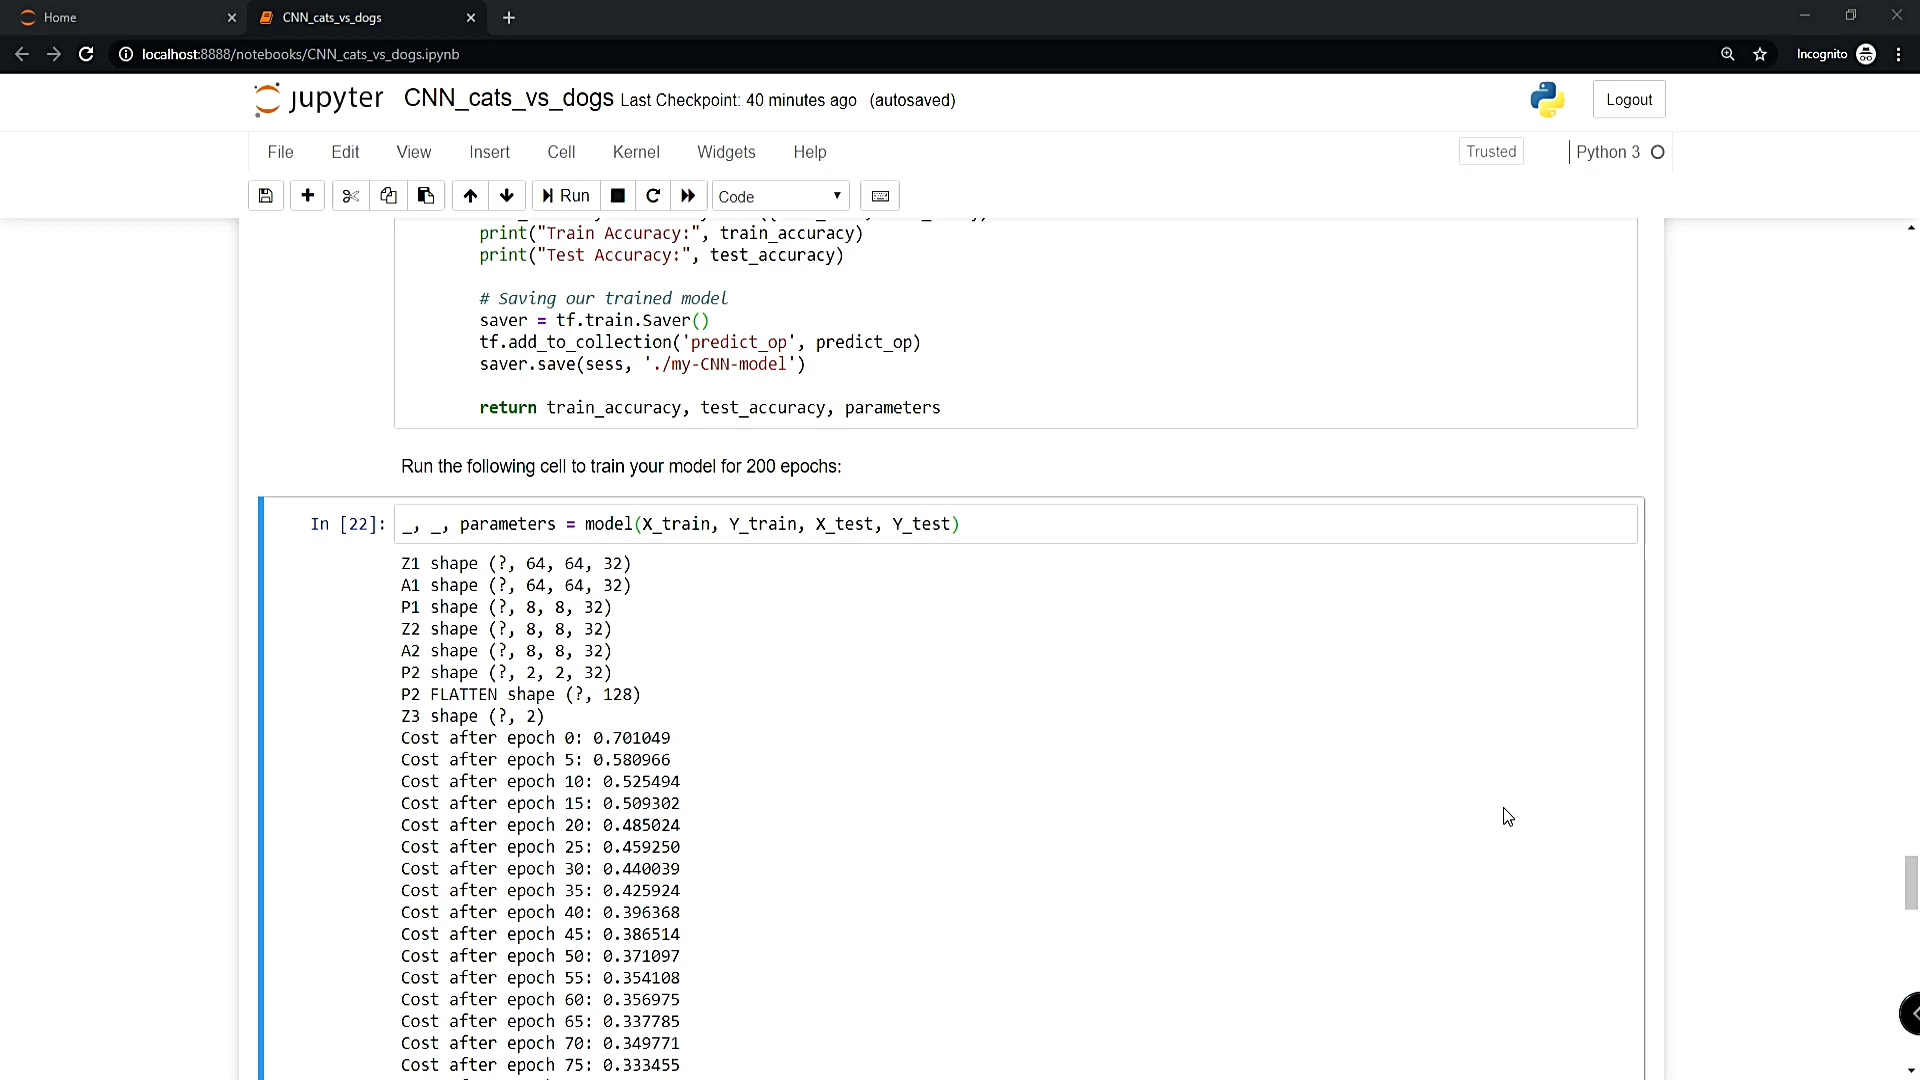 Home
CNN_cats_vs_dogs
localhost:8888/notebooks/CNN_cats_vs_dogs.ipynb
Incognito
jupyter CNN_cats_vs_dogs Last Checkpoint: 40 minutes ago (autosaved)
Logout
File Edit View Insert Cell Kernel Widgets Help
Trusted
Python 3
Run
Code
print("Train Accuracy:", train_accuracy)
print("Test Accuracy:", test_accuracy)
# Saving our trained model
saver = tf.train.Saver()
tf.add_to_collection('predict_op', predict_op)
saver.save(sess, './my-CNN-model')
return train_accuracy, test_accuracy, parameters
Run the following cell to train your model for 200 epochs:
In [22]: _, _, parameters = model(X_train, Y_train, X_test, Y_test)
Z1 shape (?, 64, 64, 32)
A1 shape (?, 64, 64, 32)
P1 shape (?, 8, 8, 32)
Z2 shape (?, 8, 8, 32)
A2 shape (?, 8, 8, 32)
P2 shape (?, 2, 2, 32)
P2 FLATTEN shape (?, 128)
Z3 shape (?, 2)
Cost after epoch 0: 0.701049
Cost after epoch 5: 0.580966
Cost after epoch 10: 0.525494
Cost after epoch 15: 0.509302
Cost after epoch 20: 0.485024
Cost after epoch 25: 0.459250
Cost after epoch 30: 0.440039
Cost after epoch 35: 0.425924
Cost after epoch 40: 0.396368
Cost after epoch 45: 0.386514
Cost after epoch 50: 0.371097
Cost after epoch 55: 0.354108
Cost after epoch 60: 0.356975
Cost after epoch 65: 0.337785
Cost after epoch 70: 0.349771
Cost after epoch 75: 0.333455